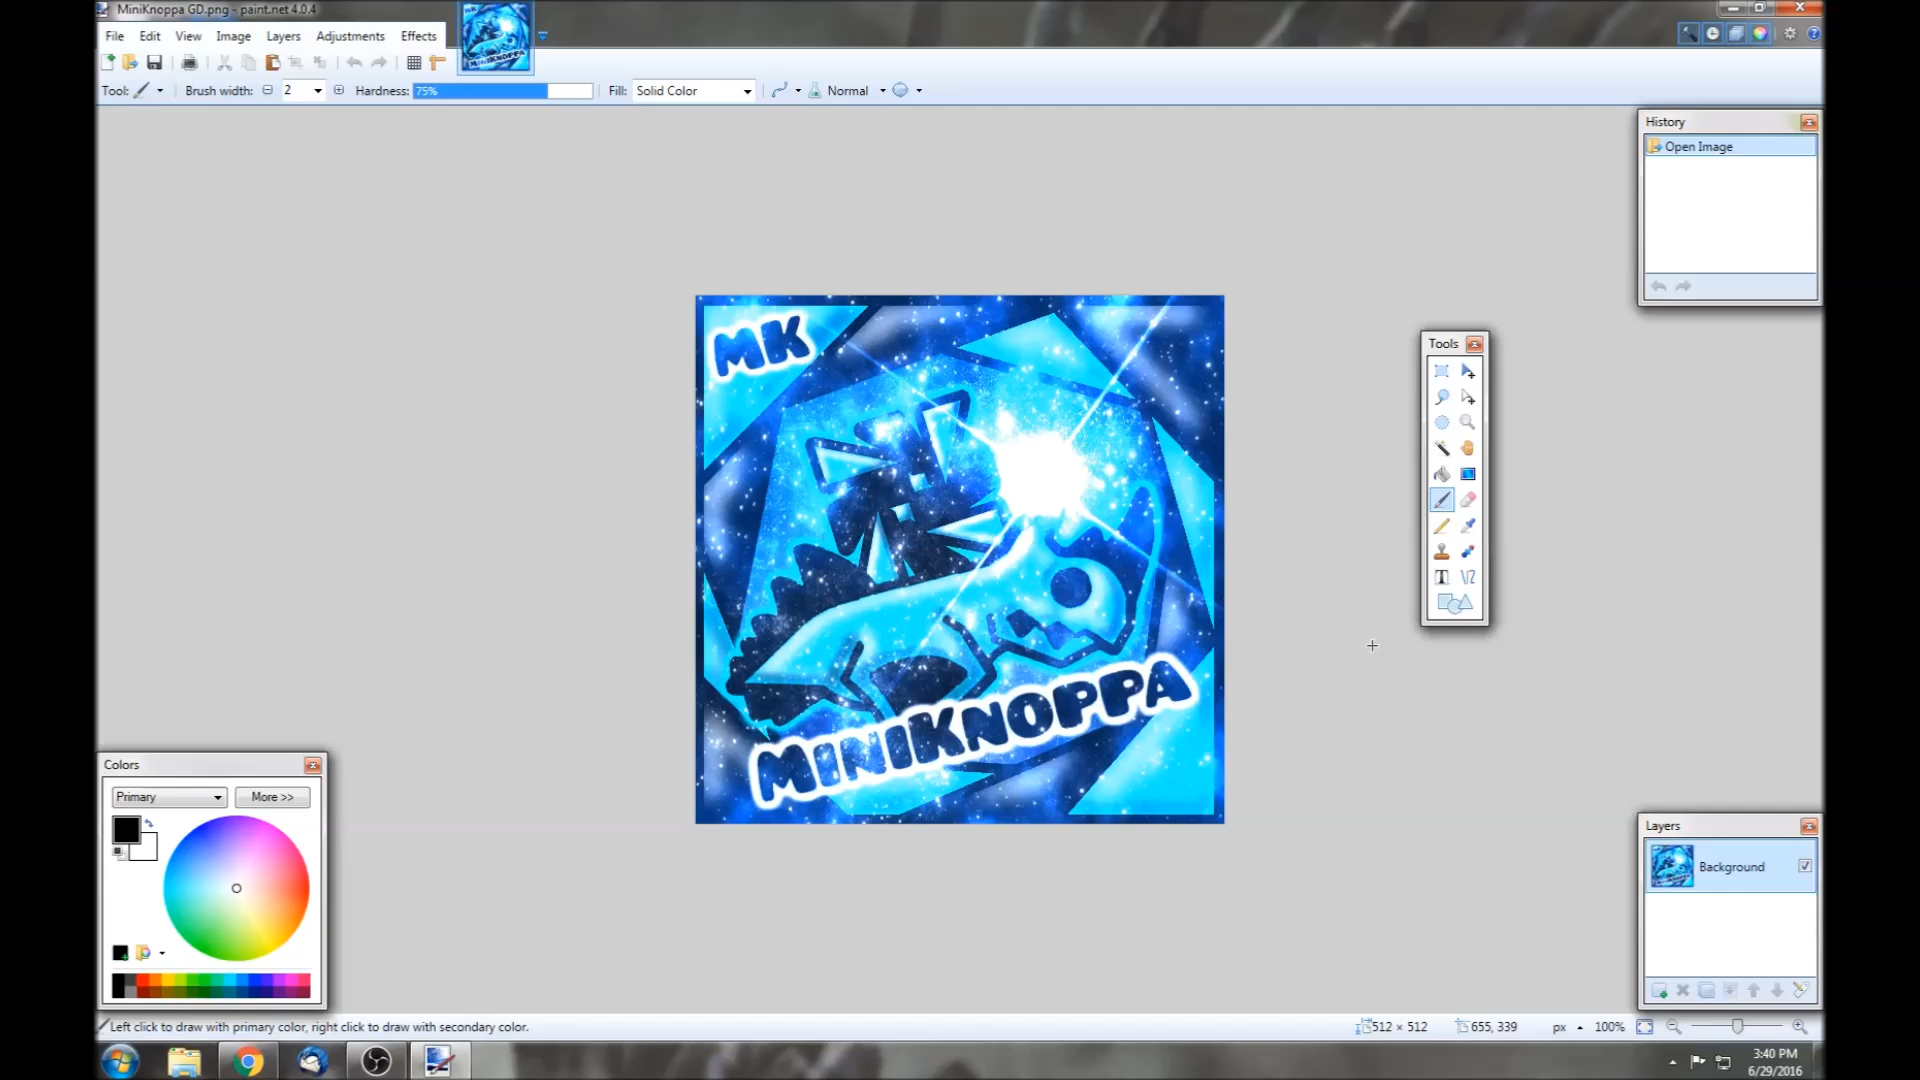 MiniKnoppa GD.png - paint.net 4.0.4
File Edit View Image Layers Adjustments Effects
Tool: Brush width: 2 Hardness: 75% Fill: Solid Color Normal
History
Open Image
Tools
MK
MINIKNOPPA
Colors
Primary More >>
Layers
Background
Left click to draw with primary color, right click to draw with secondary color.
512 × 512 655, 339 px 100%
3:40 PM
6/29/2016